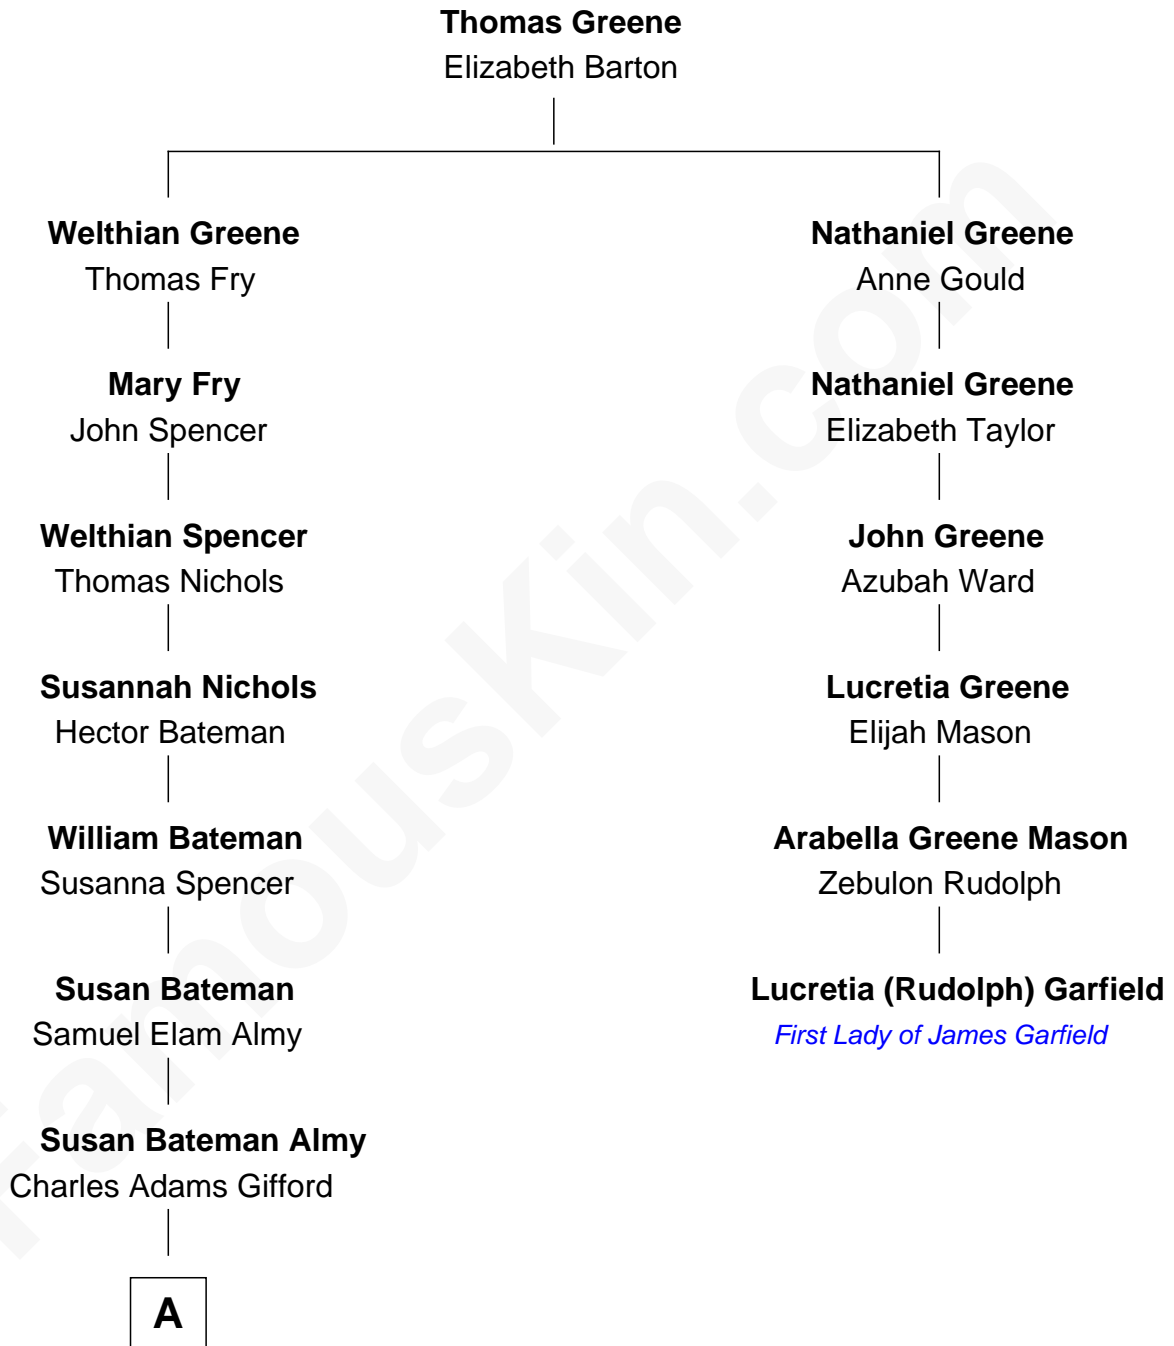 Thomas Greene
Elizabeth Barton
Welthian Greene
Thomas Fry
Nathaniel Greene
Anne Gould
Mary Fry
John Spencer
Nathaniel Greene
Elizabeth Taylor
Welthian Spencer
Thomas Nichols
John Greene
Azubah Ward
Susannah Nichols
Hector Bateman
Lucretia Greene
Elijah Mason
William Bateman
Susanna Spencer
Arabella Greene Mason
Zebulon Rudolph
Susan Bateman
Samuel Elam Almy
Lucretia (Rudolph) Garfield
First Lady of James Garfield
Susan Bateman Almy
Charles Adams Gifford
A
FamousKin.com